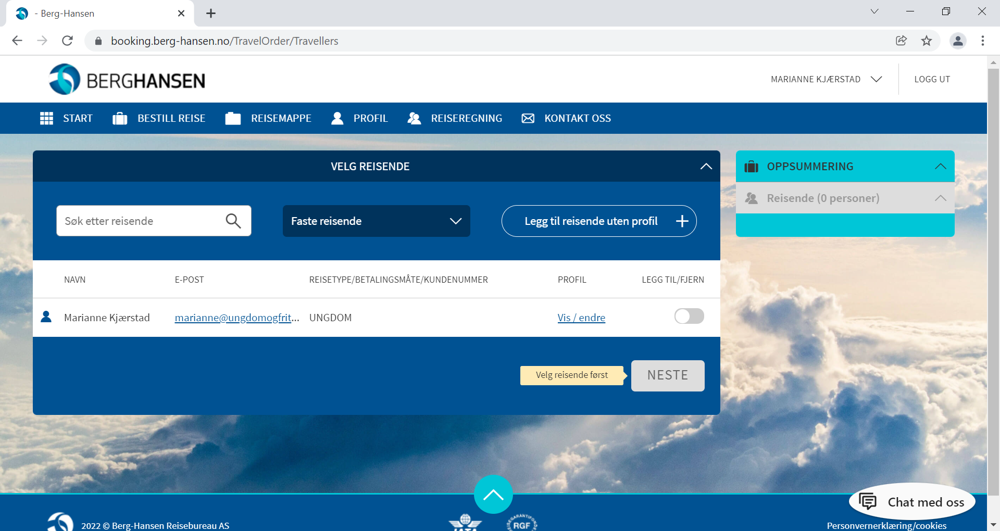 - Berg-Hansen
booking.berg-hansen.no/TravelOrder/Travellers
BERGHANSEN
MARIANNE KJÆRSTAD
LOGG UT
START
BESTILL REISE
REISEMAPPE
PROFIL
REISEREGNING
KONTAKT OSS
VELG REISENDE
OPPSUMMERING
Reisende (0 personer)
Søk etter reisende
Faste reisende
Legg til reisende uten profil
NAVN
E-POST
REISETYPE/BETALINGSMÅTE/KUNDENUMMER
PROFIL
LEGG TIL/FJERN
Marianne Kjærstad
marianne@ungdomogfrit...
UNGDOM
Vis / endre
Velg reisende først
NESTE
Chat med oss
2022 © Berg-Hansen Reisebureau AS
IATA
REISEGARANTIFONDET
RGF
Personvernerklæring/cookies